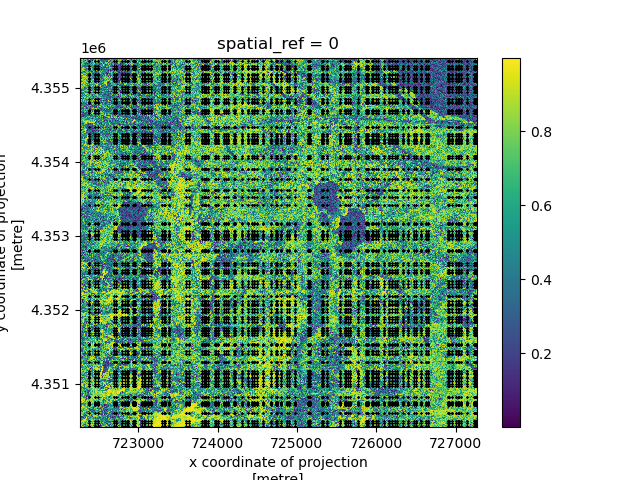 spatial_ref = 0
1e6
4.355
4.354
4.353
4.352
4.351
y coordinate of projection
[metre]
723000 724000 725000 726000 727000
x coordinate of projection
[metre]
0.8
0.6
0.4
0.2